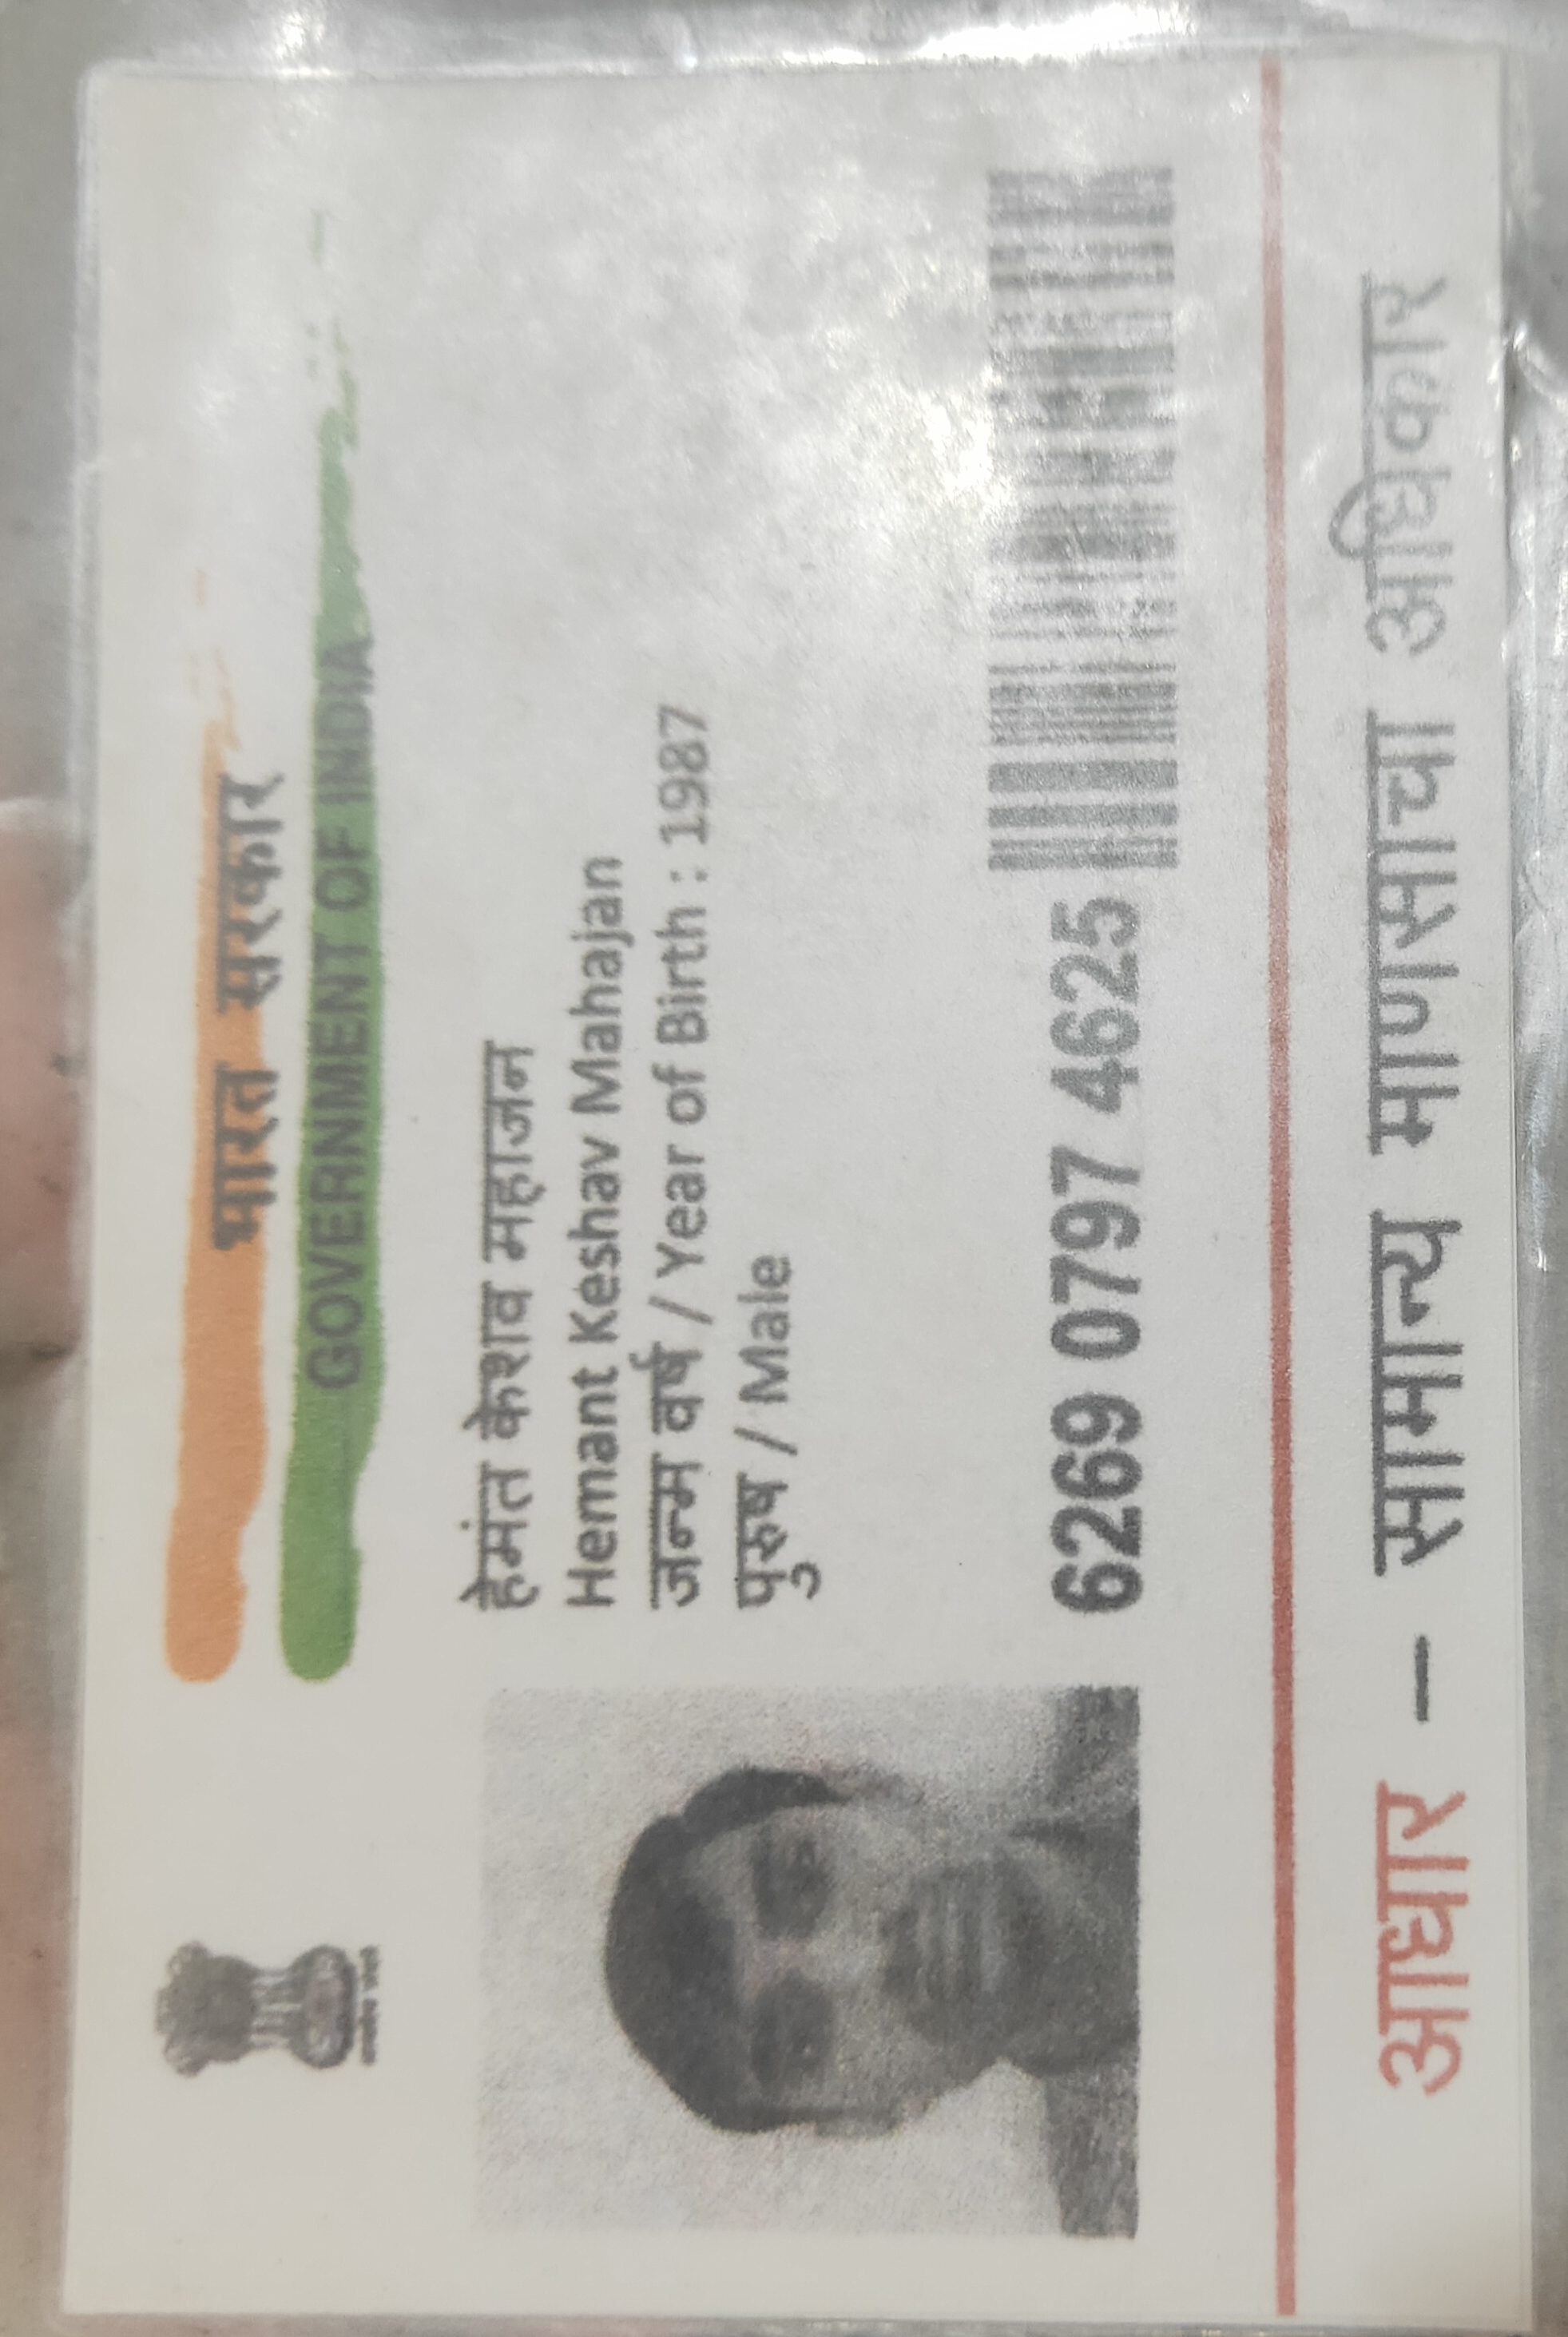 भारत सरकार
GOVERNMENT OF INDIA
हेमंत केशव महाजन
Hemant Keshav Mahajan
जन्म वर्ष / Year of Birth : 1987
पुरुष / Male
6269 0797 4625
आधार — सामान्य माणसाचा अधिकार